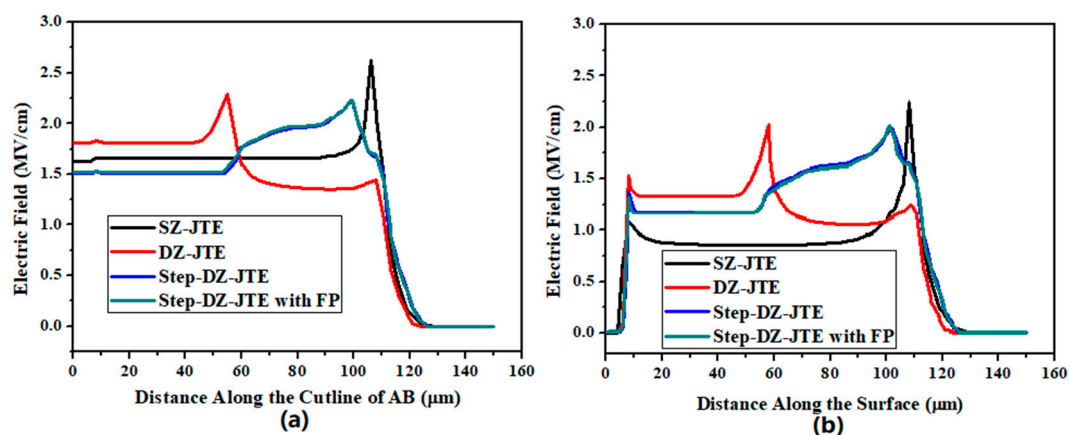 3.0
2.5
2.0
1.5
1.0
0.5
0.0
Electric Field (MV/cm)
SZ-JTE
DZ-JTE
Step-DZ-JTE
Step-DZ-JTE with FP
0 20 40 60 80 100 120 140 160
Distance Along the Cutline of AB (μm)
(a)
3.0
2.5
2.0
1.5
1.0
0.5
0.0
Electric Field (MV/cm)
SZ-JTE
DZ-JTE
Step-DZ-JTE
Step-DZ-JTE with FP
0 20 40 60 80 100 120 140 160
Distance Along the Surface (μm)
(b)